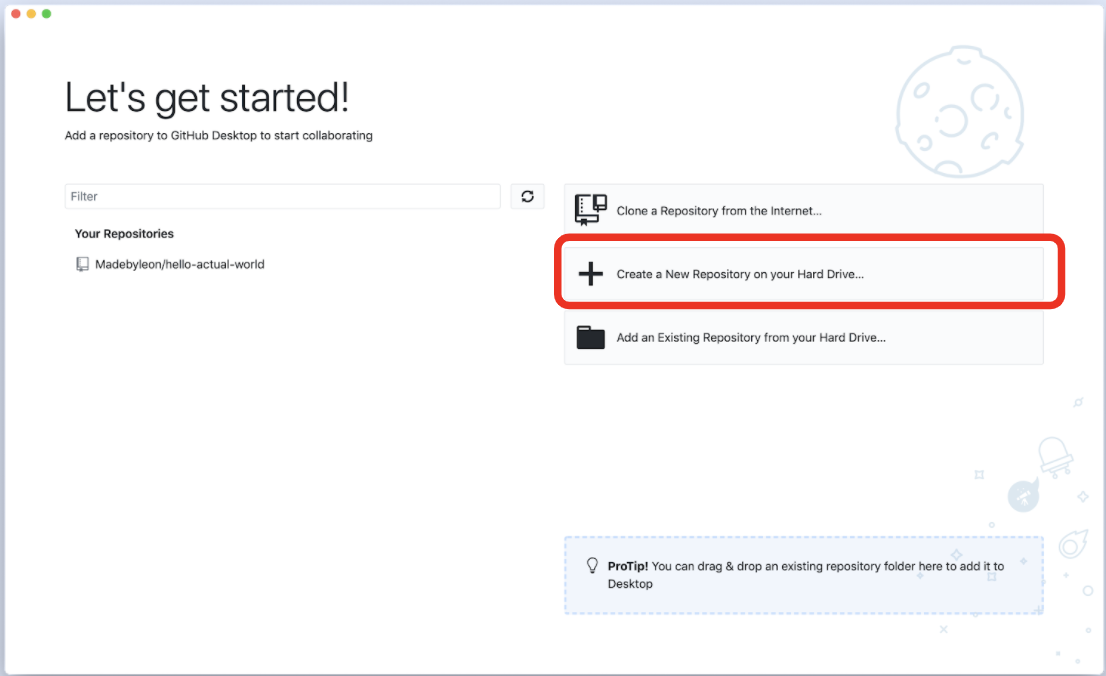 Let's get started!
Add a repository to GitHub Desktop to start collaborating
Filter
Your Repositories
Madebyleon/hello-actual-world
Clone a Repository from the Internet...
Create a New Repository on your Hard Drive...
Add an Existing Repository from your Hard Drive...
ProTip! You can drag & drop an existing repository folder here to add it to
Desktop